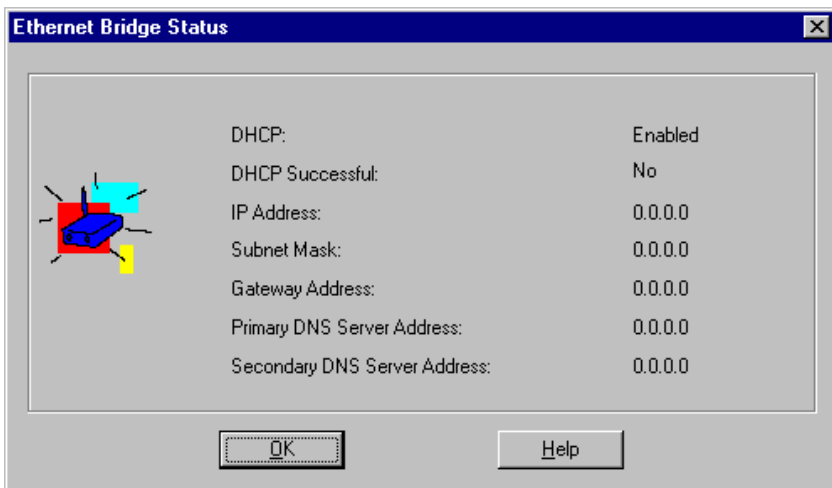 Ethernet Bridge Status
DHCP: Enabled
DHCP Successful: No
IP Address: 0.0.0.0
Subnet Mask: 0.0.0.0
Gateway Address: 0.0.0.0
Primary DNS Server Address: 0.0.0.0
Secondary DNS Server Address: 0.0.0.0
OK Help